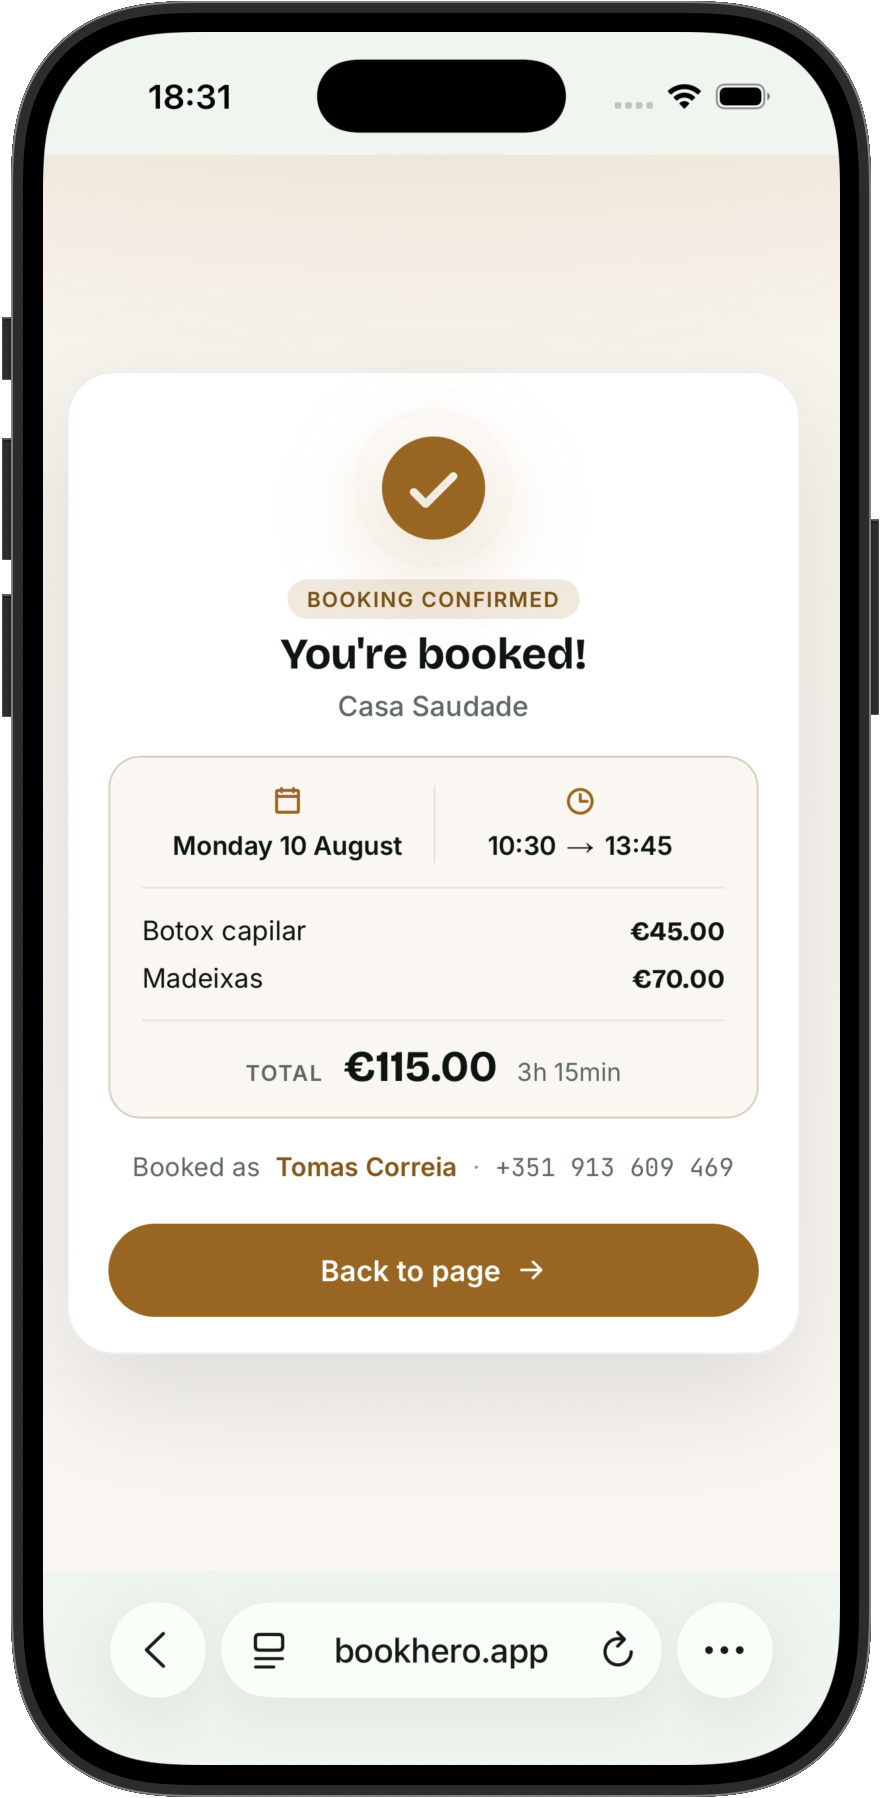 18:31
BOOKING CONFIRMED
You're booked!
Casa Saudade
Monday 10 August
10:30 → 13:45
Botox capilar €45.00
Madeixas €70.00
TOTAL €115.00 3h 15min
Booked as Tomas Correia · +351 913 609 469
Back to page →
bookhero.app